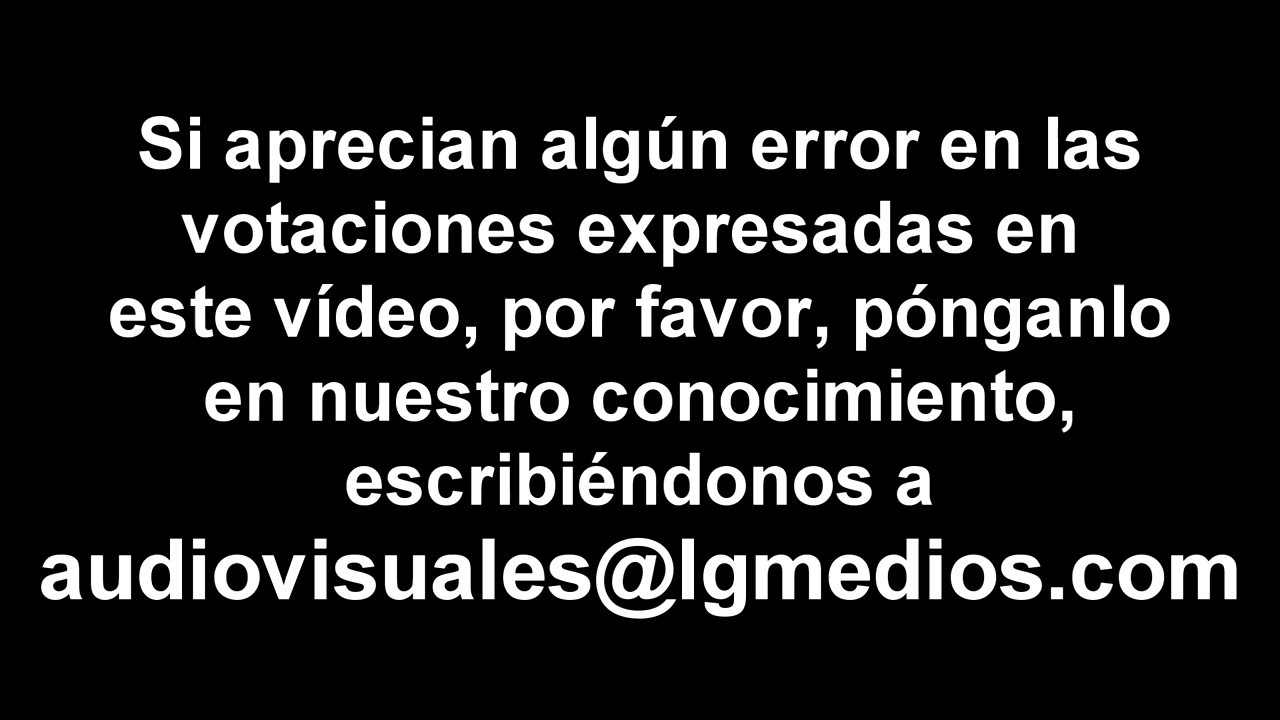 Si aprecian algún error en las
votaciones expresadas en
este vídeo, por favor, pónganlo
en nuestro conocimiento,
escribiéndonos a
audiovisuales@lgmedios.com